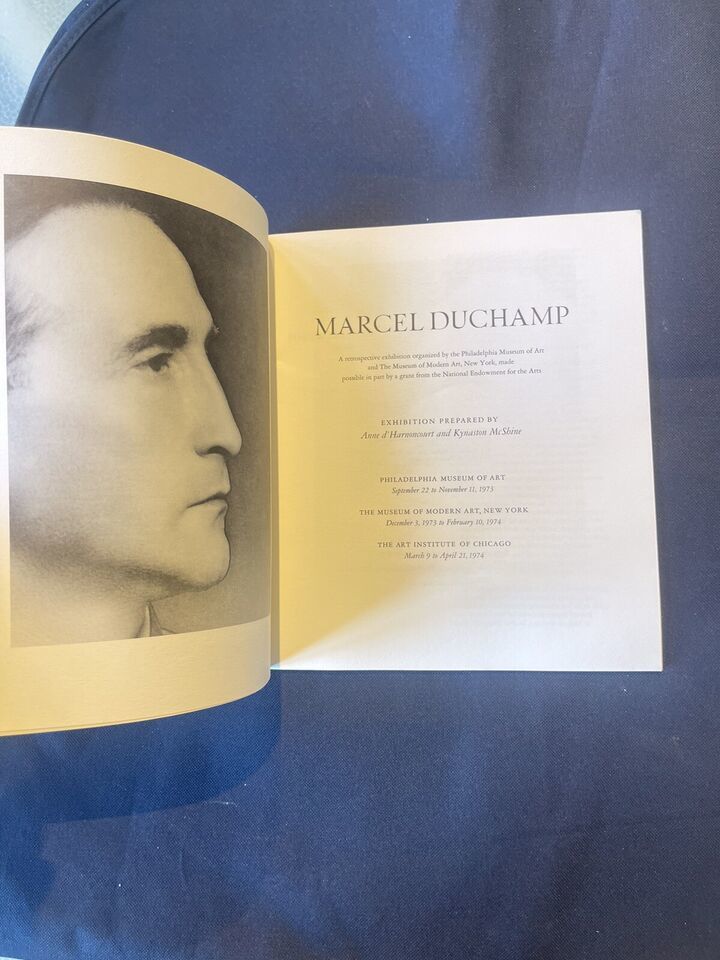 MARCEL DUCHAMP
A retrospective exhibition organized by the Philadelphia Museum of Art
and The Museum of Modern Art, New York, made
possible in part by a grant from the National Endowment for the Arts
EXHIBITION PREPARED BY
Anne d'Harnoncourt and Kynaston McShine
PHILADELPHIA MUSEUM OF ART
September 22 to November 11, 1973
THE MUSEUM OF MODERN ART, NEW YORK
December 3, 1973 to February 10, 1974
THE ART INSTITUTE OF CHICAGO
March 9 to April 21, 1974